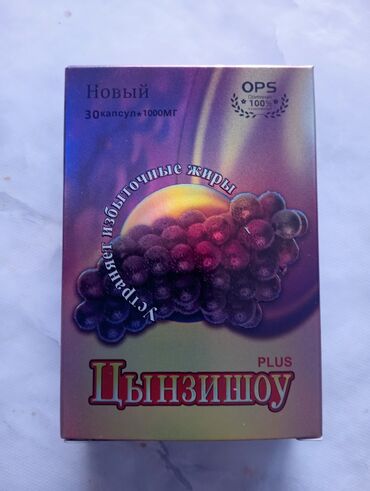 Новый
30капсул*1000МГ
OPS
100%
Устраняет избыточные жиры
PLUS
Цынзишоу